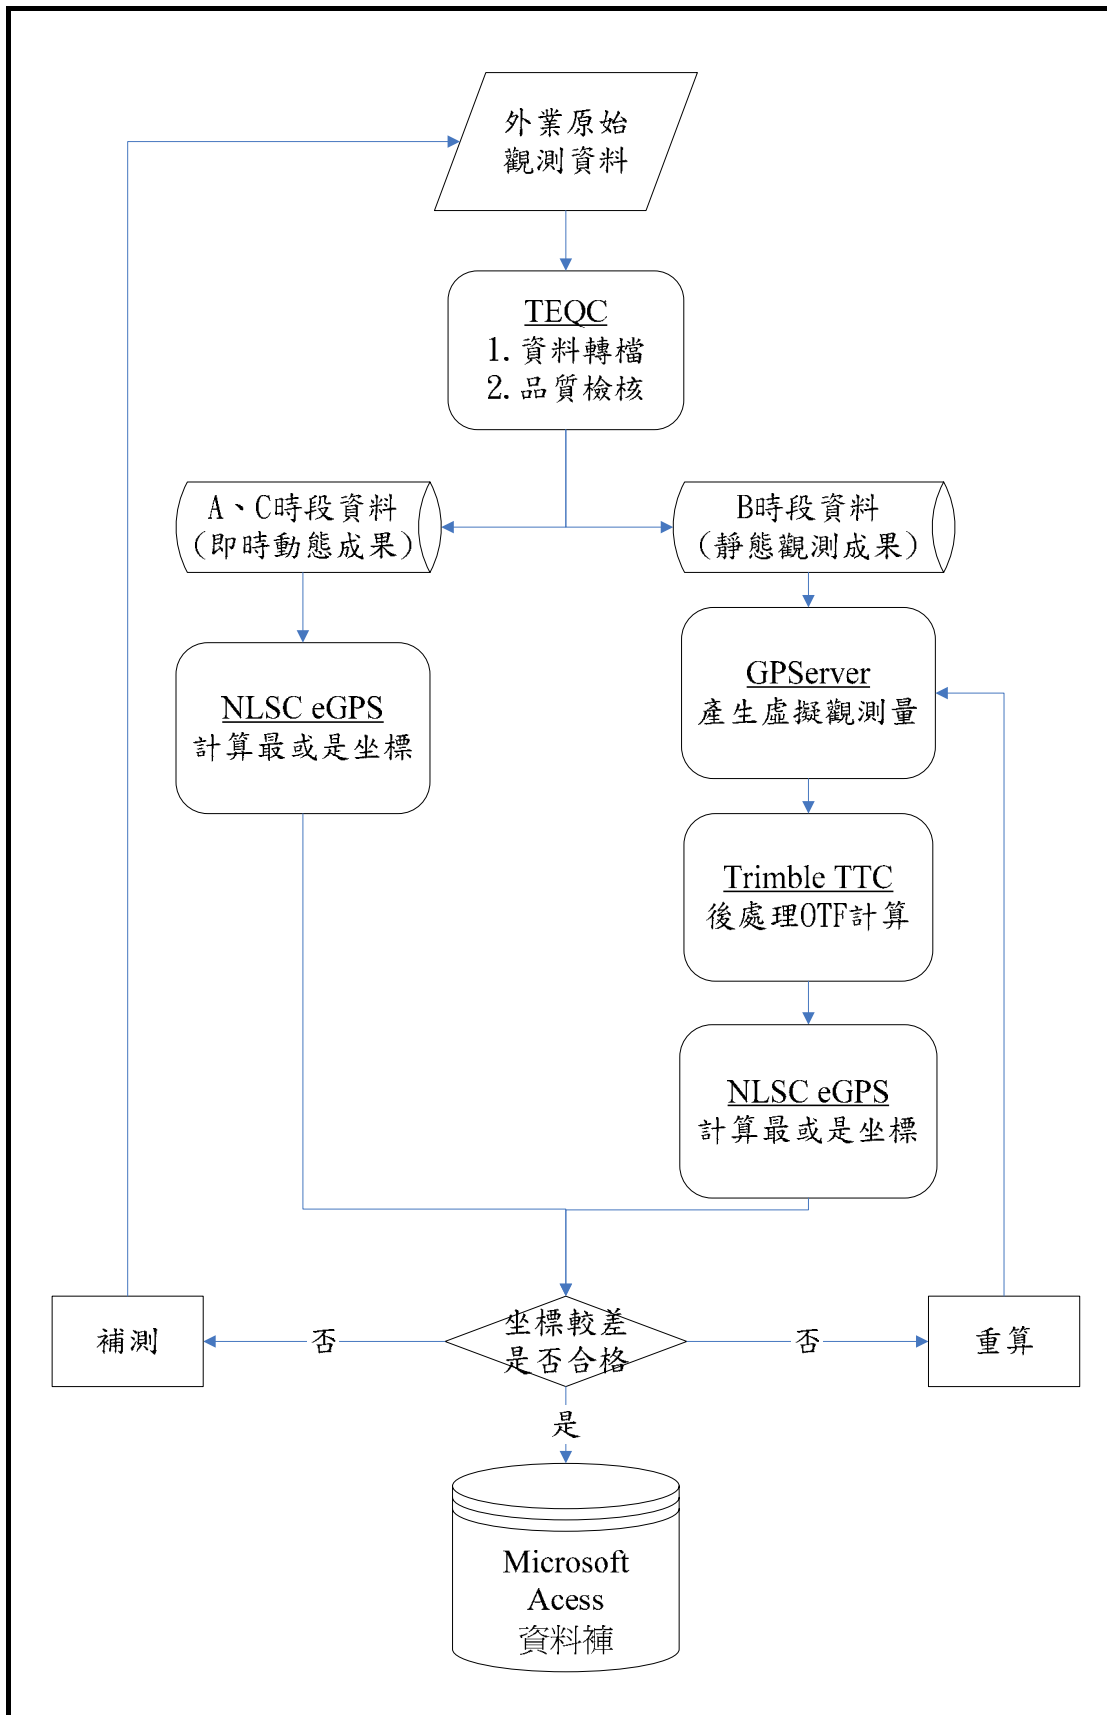 外業原始
觀測資料
TEQC
1. 資料轉檔
2. 品質檢核
A、C時段資料
(即時動態成果)
B時段資料
(靜態觀測成果)
NLSC eGPS
計算最或是坐標
GPServer
產生虛擬觀測量
Trimble TTC
後處理OTF計算
NLSC eGPS
計算最或是坐標
補測
否
坐標較差
是否合格
否
重算
是
Microsoft
Acess
資料褲